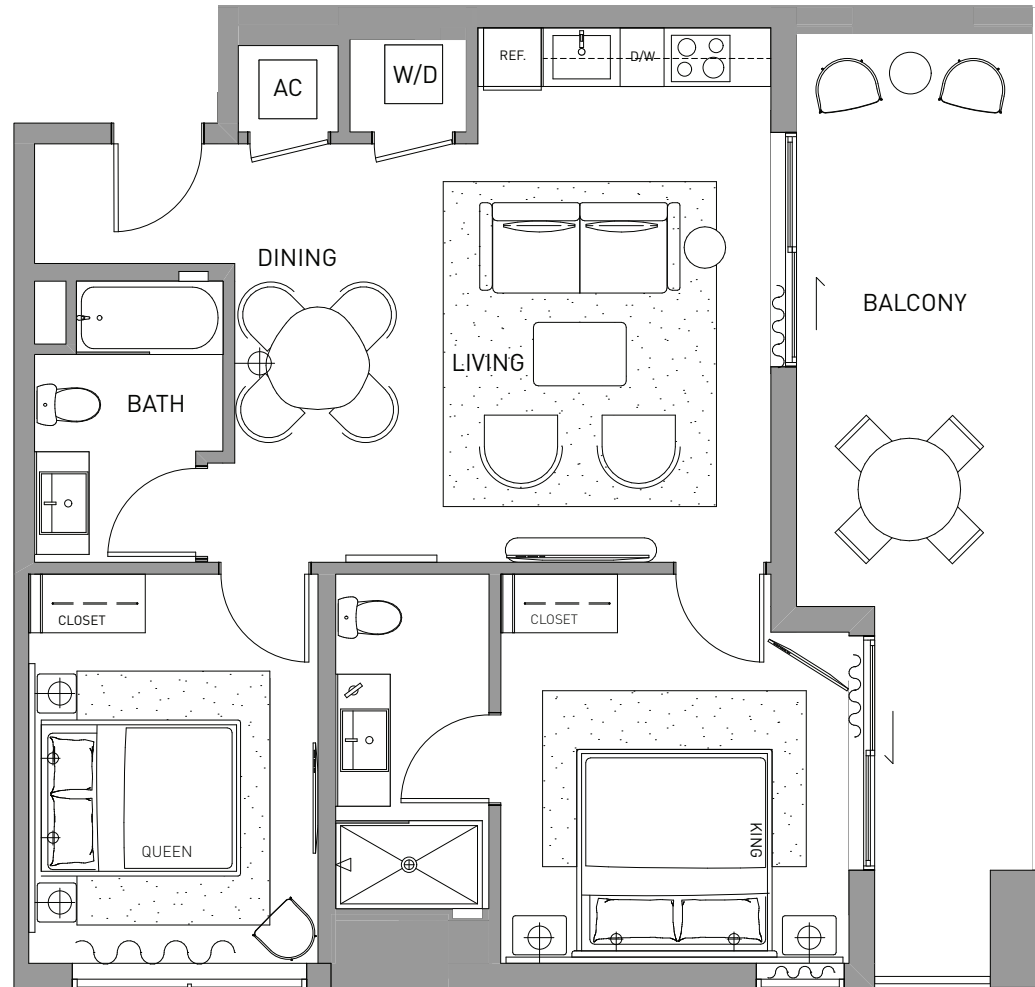 AC
W/D
REF.
D/W
DINING
LIVING
BALCONY
BATH
CLOSET
CLOSET
QUEEN
KING